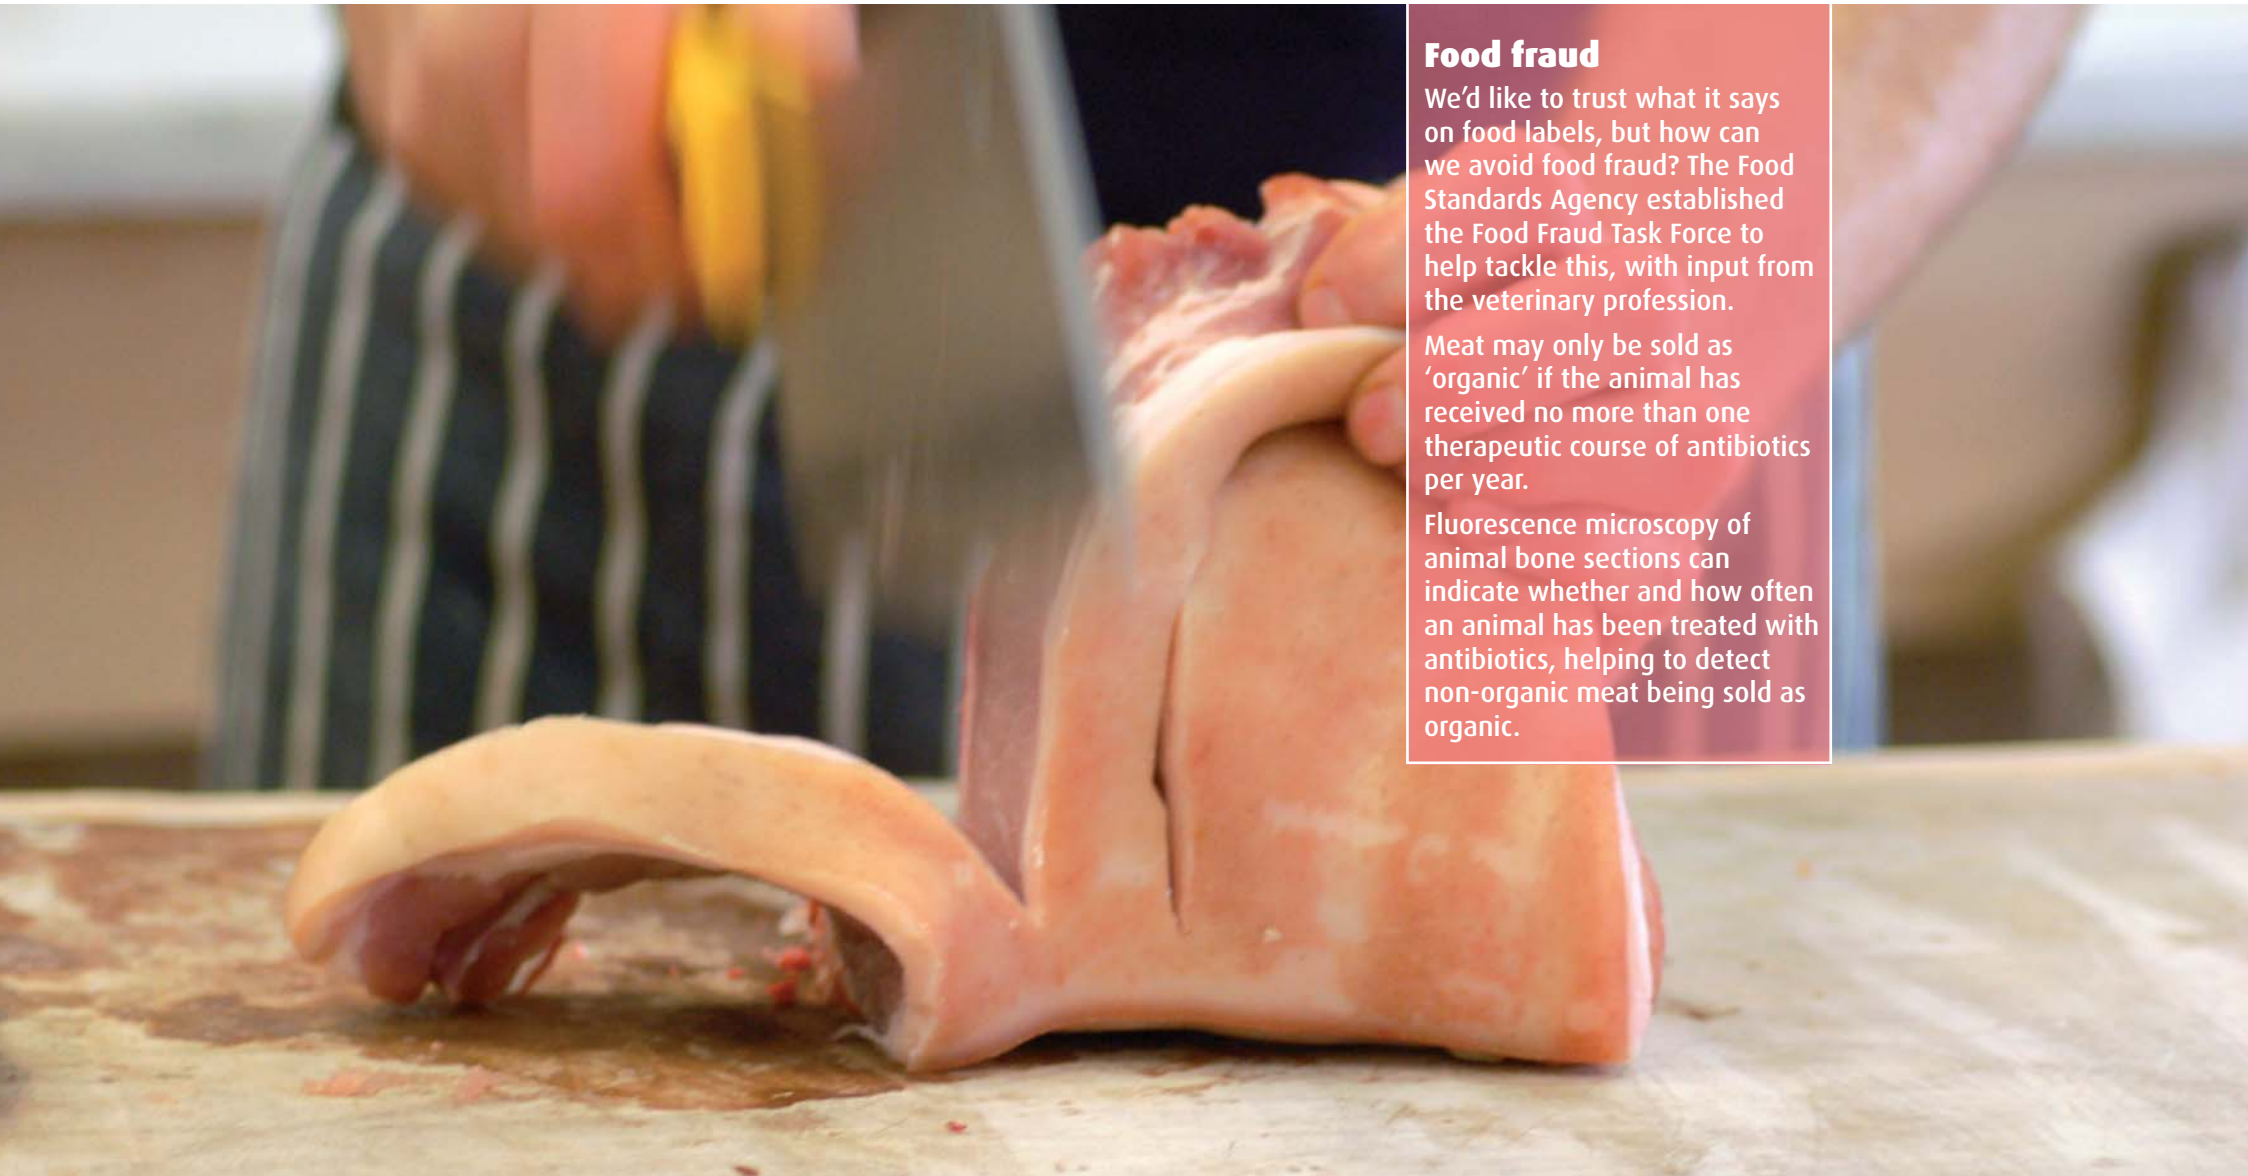 Food fraud
We’d like to trust what it says
on food labels, but how can
we avoid food fraud? The Food
Standards Agency established
the Food Fraud Task Force to
help tackle this, with input from
the veterinary profession.
Meat may only be sold as
‘organic’ if the animal has
received no more than one
therapeutic course of antibiotics
per year.
Fluorescence microscopy of
animal bone sections can
indicate whether and how often
an animal has been treated with
antibiotics, helping to detect
non-organic meat being sold as
organic.